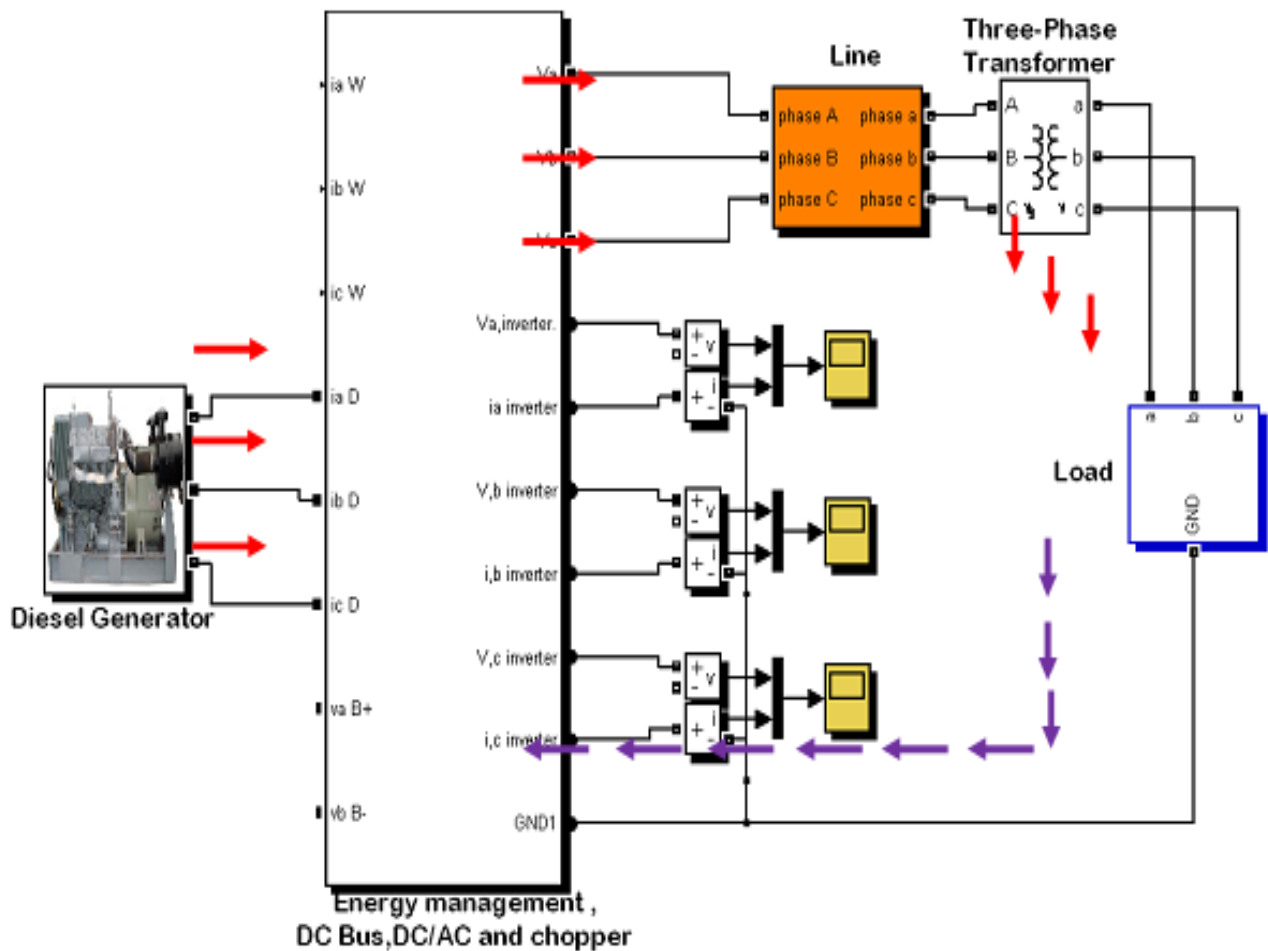 Three-Phase
Transformer
Line
ia W
ib W
ic W
ia D
ib D
ic D
va B+
vb B-
Va
Vb
Va,inverter.
ia inverter
V,b inverter
i,b inverter
V,c inverter
i,c inverter
GND1
phase A phase a
phase B phase b
phase C phase c
A a
B b
C c
+ - v
+ - i
+ - v
+ - i
+ - v
+ - i
a b c
GND
Load
Diesel Generator
Energy management ,
DC Bus,DC/AC and chopper